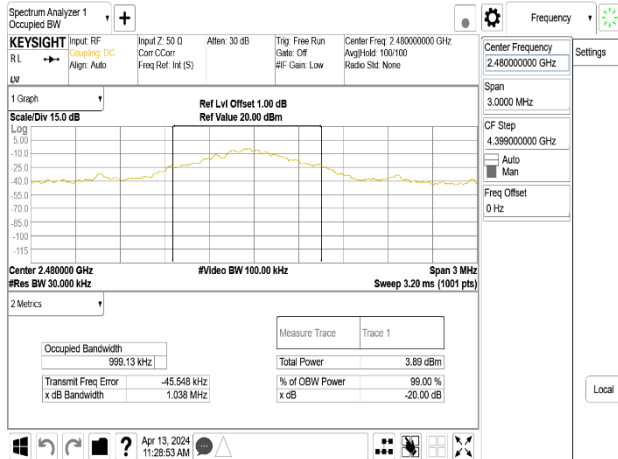 Spectrum Analyzer 1
Occupied BW
+
Frequency
KEYSIGHT
RL
Input: RF
Coupling: DC
Align: Auto
Input Z: 50 Ω
Corr CCorr
Freq Ref: Int (S)
Atten: 30 dB
Trig: Free Run
Gate: Off
#IF Gain: Low
Center Freq: 2.480000000 GHz
Avg|Hold: 100/100
Radio Std: None
Center Frequency
2.480000000 GHz
Settings
Span
3.0000 MHz
CF Step
4.399000000 GHz
Auto
Man
Freq Offset
0 Hz
Local
1 Graph
Scale/Div 15.0 dB
Ref Lvl Offset 1.00 dB
Ref Value 20.00 dBm
Log
5.00
-10.0
-25.0
-40.0
-55.0
-70.0
-85.0
-100
-115
Center 2.480000 GHz
#Res BW 30.000 kHz
#Video BW 100.00 kHz
Span 3 MHz
Sweep 3.20 ms (1001 pts)
2 Metrics
Measure Trace Trace 1
Occupied Bandwidth
999.13 kHz
Total Power 3.89 dBm
Transmit Freq Error -45.548 kHz
% of OBW Power 99.00 %
x dB Bandwidth 1.038 MHz
x dB -20.00 dB
?
Apr 13, 2024
11:28:53 AM